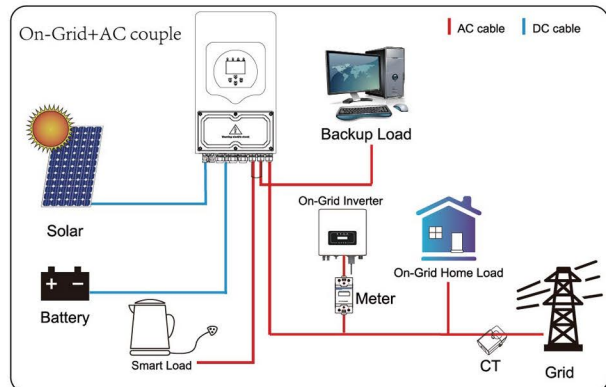 On-Grid+AC couple
AC cable
DC cable
Backup Load
Solar
On-Grid Inverter
On-Grid Home Load
Meter
Battery
Smart Load
CT
Grid